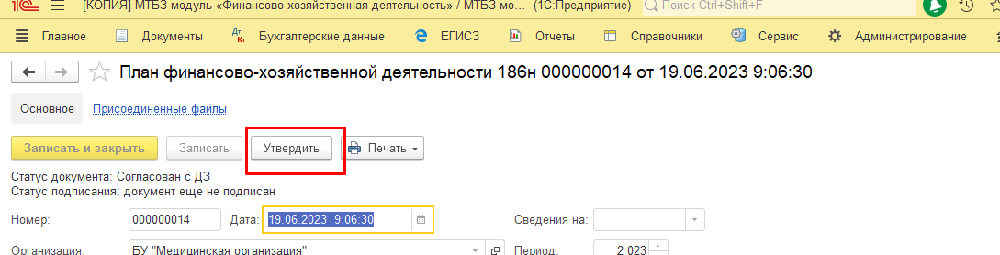 [КОПИЯ] МТБЗ модуль «Финансово-хозяйственная деятельность» / МТБЗ мо... (1С:Предприятие) Поиск Ctrl+Shift+F
Главное Документы Дт Кт Бухгалтерские данные ЕГИСЗ Отчеты Справочники Сервис Администрирование
План финансово-хозяйственной деятельности 186н 000000014 от 19.06.2023 9:06:30
Основное Присоединенные файлы
Записать и закрыть Записать Утвердить Печать
Статус документа: Согласован с ДЗ
Статус подписания: документ еще не подписан
Номер: 000000014 Дата: 19.06.2023 9:06:30 Сведения на:
Организация: БУ "Медицинская организация" Период: 2 023